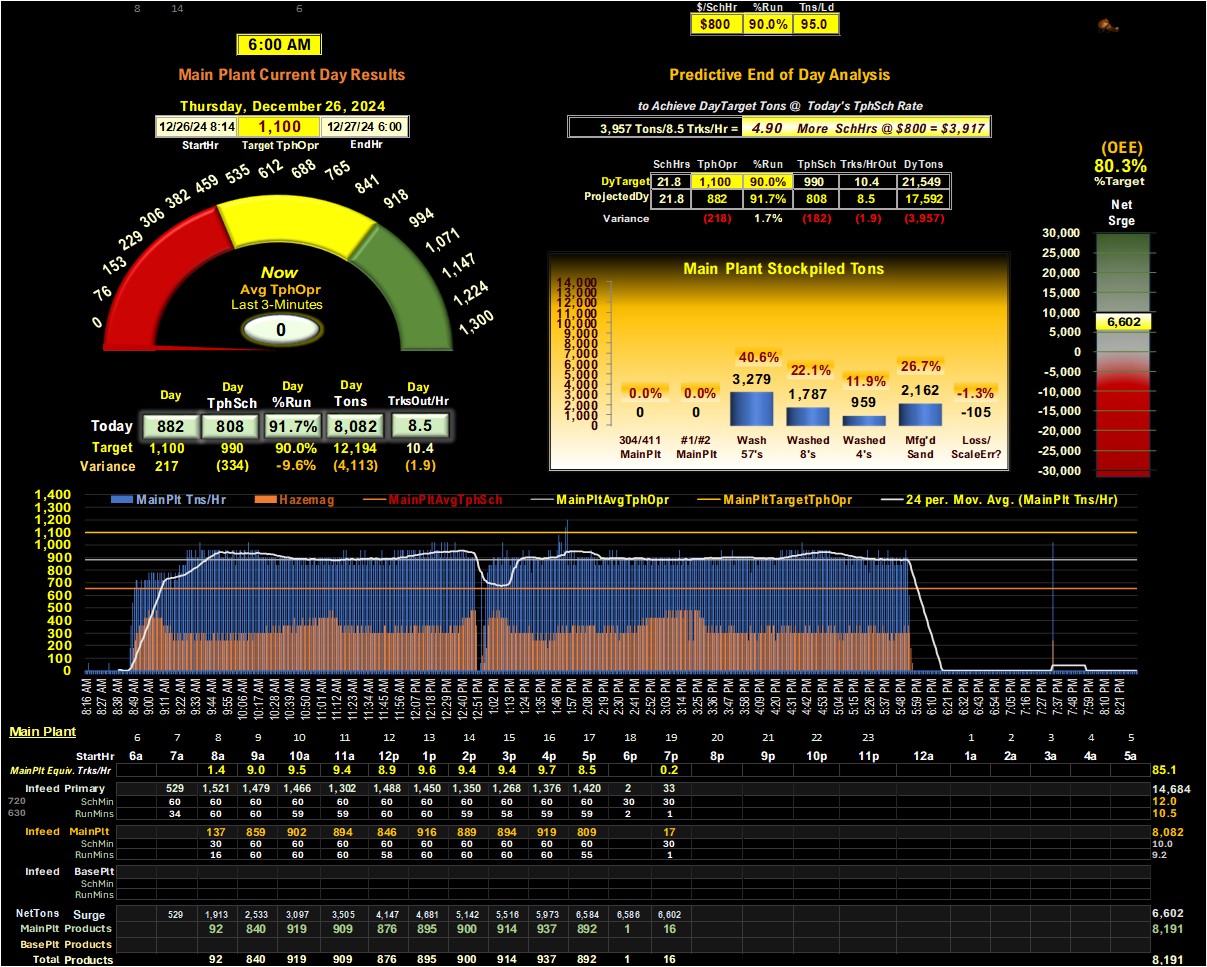 8 14 6
$/SchHr %Run Tns/Ld
$800 90.0% 95.0
6:00 AM
Main Plant Current Day Results
Predictive End of Day Analysis
Thursday, December 26, 2024
to Achieve DayTarget Tons @ Today's TphSch Rate
12/26/24 8:14 1,100 12/27/24 6:00
StartHr Target TphOpr EndHr
3,957 Tons/8.5 Trks/Hr = 4.90 More SchHrs @ $800 = $3,917
(OEE)
80.3%
%Target
SchHrs TphOpr %Run TphSch Trks/HrOut DyTons
DyTarget 21.8 1,100 90.0% 990 10.4 21,549
ProjectedDy 21.8 882 91.7% 808 8.5 17,592
Variance (218) 1.7% (182) (1.9) (3,957)
0 76 153 229 306 382 459 535 612 688 765 841 918 994 1,071 1,147 1,224 1,300
Now
Avg TphOpr
Last 3-Minutes
0
Net
Srge
30,000
25,000
20,000
15,000
10,000
6,602
5,000
0
-5,000
-10,000
-15,000
-20,000
-25,000
-30,000
Main Plant Stockpiled Tons
14,000
13,000
12,000
11,000
10,000
9,000
8,000
7,000
6,000
5,000
4,000
3,000
2,000
1,000
0
0.0% 0.0% 40.6% 22.1% 11.9% 26.7% -1.3%
0 0 3,279 1,787 959 2,162 -105
304/411 #1/#2 Wash Washed Washed Mfg'd Loss/
MainPlt MainPlt 57's 8's 4's Sand ScaleErr?
Day Day Day Day Day
TphSch %Run Tons TrksOut/Hr
Today 882 808 91.7% 8,082 8.5
Target 1,100 990 90.0% 12,194 10.4
Variance 217 (334) -9.6% (4,113) (1.9)
MainPlt Tns/Hr Hazemag MainPltAvgTphSch MainPltAvgTphOpr MainPltTargetTphOpr 24 per. Mov. Avg. (MainPlt Tns/Hr)
1,400
1,300
1,200
1,100
1,000
900
800
700
600
500
400
300
200
100
0
8:16 AM 8:27 AM 8:38 AM 8:49 AM 9:00 AM 9:11 AM 9:22 AM 9:33 AM 9:44 AM 9:55 AM 10:06 AM 10:17 AM 10:28 AM 10:39 AM 10:50 AM 11:01 AM 11:12 AM 11:23 AM 11:34 AM 11:45 AM 11:56 AM 12:07 PM 12:18 PM 12:29 PM 12:40 PM 12:51 PM 1:02 PM 1:13 PM 1:24 PM 1:35 PM 1:46 PM 1:57 PM 2:08 PM 2:19 PM 2:30 PM 2:41 PM 2:52 PM 3:03 PM 3:14 PM 3:25 PM 3:36 PM 3:47 PM 3:58 PM 4:09 PM 4:20 PM 4:31 PM 4:42 PM 4:53 PM 5:04 PM 5:15 PM 5:26 PM 5:37 PM 5:48 PM 5:59 PM 6:10 PM 6:21 PM 6:32 PM 6:43 PM 6:54 PM 7:05 PM 7:16 PM 7:27 PM 7:37 PM 7:48 PM 7:59 PM 8:10 PM 8:21 PM
Main Plant 6 7 8 9 10 11 12 13 14 15 16 17 18 19 20 21 22 23 1 2 3 4 5
StartHr 6a 7a 8a 9a 10a 11a 12p 1p 2p 3p 4p 5p 6p 7p 8p 9p 10p 11p 12a 1a 2a 3a 4a 5a
MainPlt Equiv. Trks/Hr 1.4 9.0 9.5 9.4 8.9 9.6 9.4 9.4 9.7 8.5 0.2 85.1
Infeed Primary 529 1,521 1,479 1,466 1,302 1,488 1,450 1,350 1,268 1,376 1,420 2 33 14,684
720 SchMin 60 60 60 60 60 60 60 60 60 60 60 30 30 12.0
630 RunMins 34 60 60 59 59 60 60 59 58 60 59 2 1 10.5
Infeed MainPlt 137 859 902 894 846 916 889 894 919 809 17 8,082
SchMin 30 60 60 60 60 60 60 60 60 60 30 10.0
RunMins 16 60 60 60 58 60 60 60 60 55 1 9.2
Infeed BasePlt
SchMin
RunMins
NetTons Surge 529 1,913 2,533 3,097 3,505 4,147 4,681 5,142 5,516 5,973 6,584 6,586 6,602 6,602
MainPlt Products 92 840 919 909 876 895 900 914 937 892 1 16 8,191
BasePlt Products
Total Products 92 840 919 909 876 895 900 914 937 892 1 16 8,191